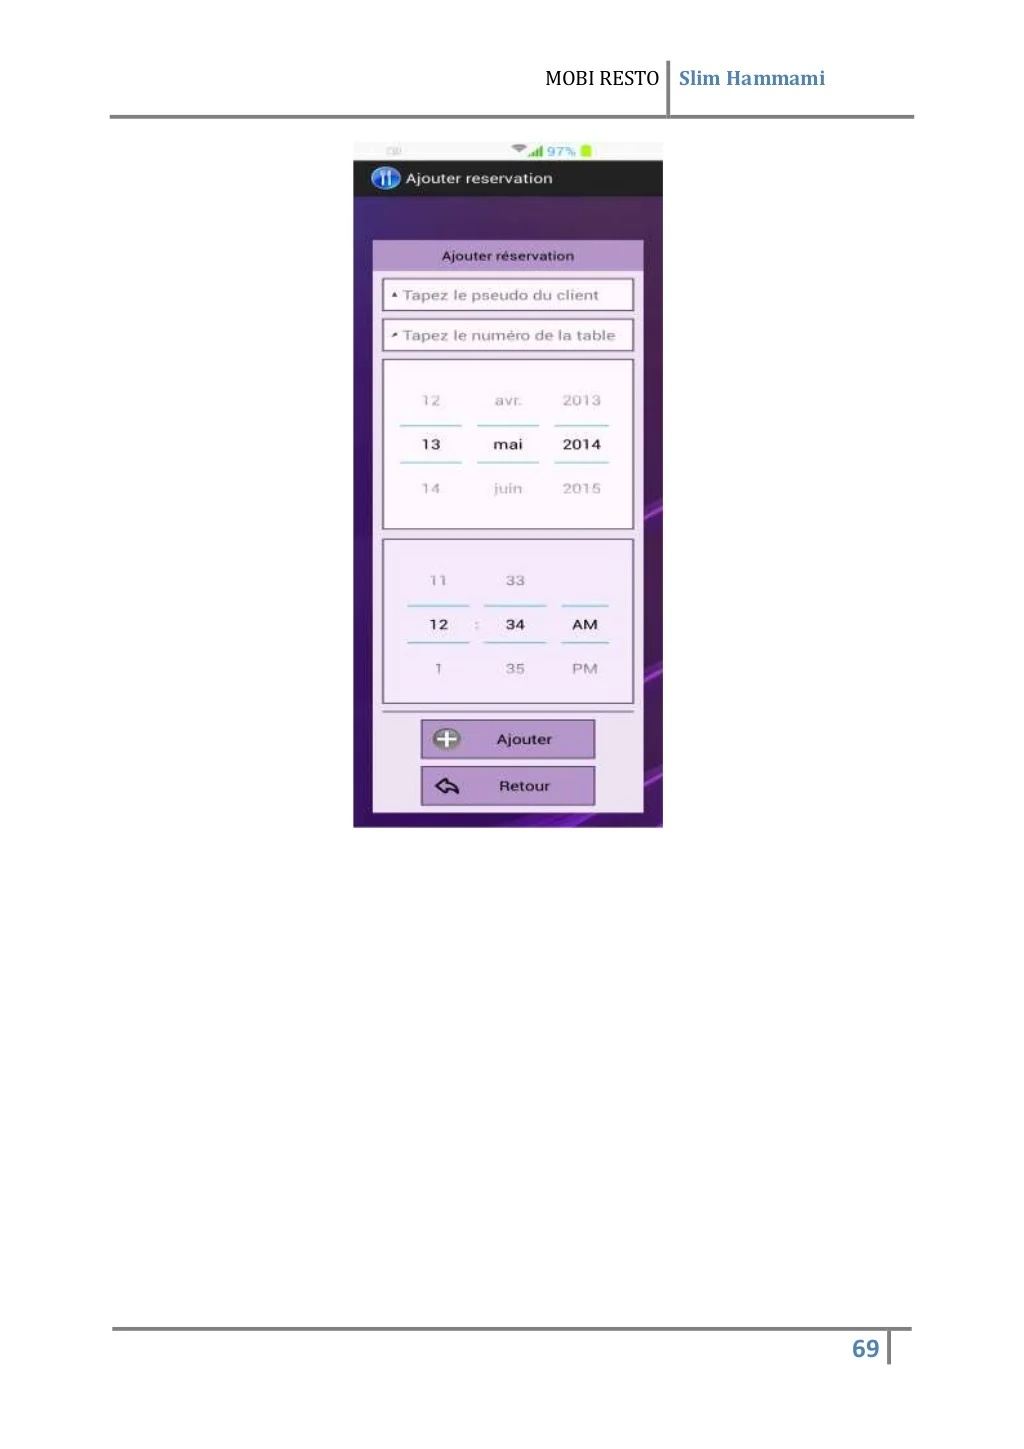 MOBI RESTO Slim Hammami
97%
Ajouter reservation
Ajouter réservation
Tapez le pseudo du client
Tapez le numéro de la table
12 avr. 2013
13 mai 2014
14 juin 2015
11 33
12 : 34 AM
1 35 PM
Ajouter
Retour
69